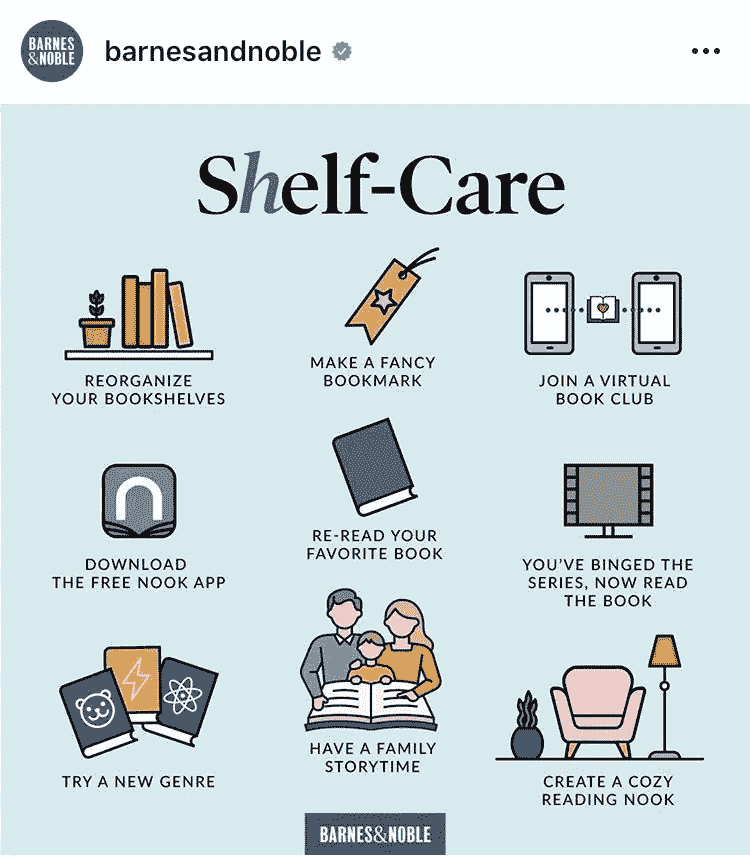 BARNES
&NOBLE
barnesandnoble
Shelf-Care
REORGANIZE
YOUR BOOKSHELVES
MAKE A FANCY
BOOKMARK
JOIN A VIRTUAL
BOOK CLUB
DOWNLOAD
THE FREE NOOK APP
RE-READ YOUR
FAVORITE BOOK
YOU'VE BINGED THE
SERIES, NOW READ
THE BOOK
TRY A NEW GENRE
HAVE A FAMILY
STORYTIME
CREATE A COZY
READING NOOK
BARNES&NOBLE